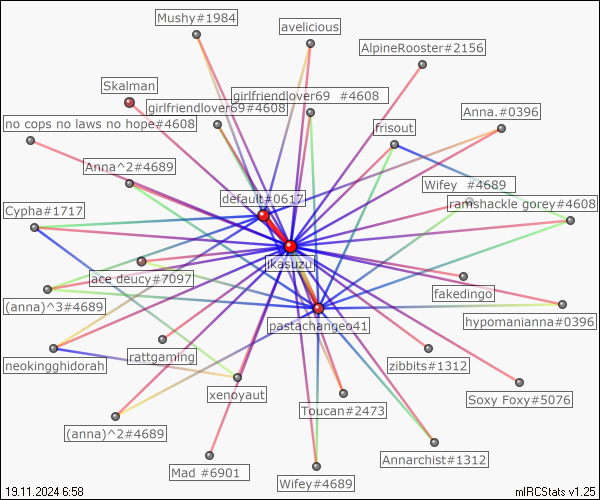 Mushy#1984
avelicious
AlpineRooster#2156
Skalman
girlfriendlover69 #4608
girlfriendlover69#4608
Anna.#0396
no cops no laws no hope#4608
frisout
Anna^2#4689
Wifey #4689
default#0617
ramshackle gorey#4608
Cypha#1717
ikasuzu
ace deucy#7097
fakedingo
(anna)^3#4689
hypomanianna#0396
pastachangeo41
rattgaming
neokingghidorah
zibbits#1312
xenoyaut
Soxy Foxy#5076
Toucan#2473
(anna)^2#4689
Annarchist#1312
Mad #6901
Wifey#4689
19.11.2024 6:58
mIRCStats v1.25